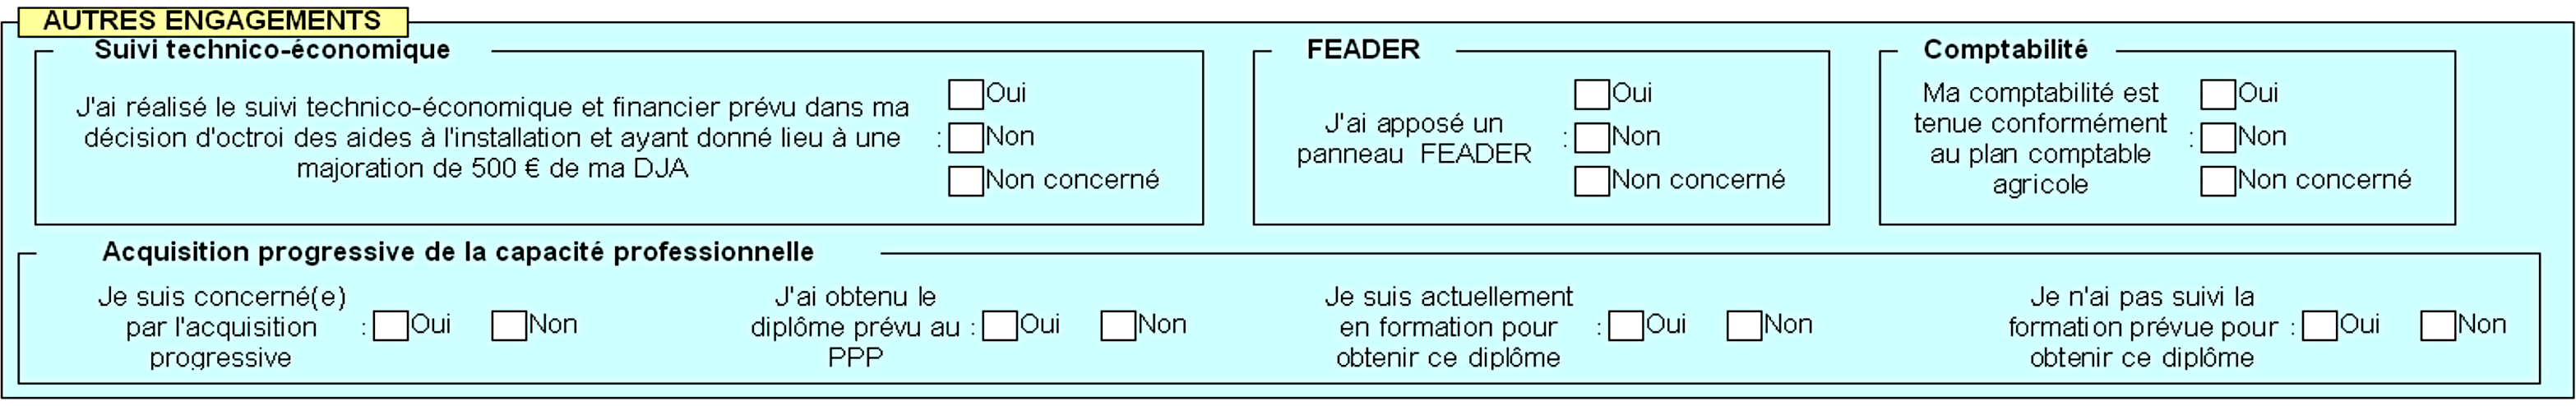 AUTRES ENGAGEMENTS
Suivi technico-économique
J'ai réalisé le suivi technico-économique et financier prévu dans ma
décision d'octroi des aides à l'installation et ayant donné lieu à une
majoration de 500 € de ma DJA
:
Oui
Non
Non concerné
FEADER
J'ai apposé un
panneau FEADER
:
Oui
Non
Non concerné
Comptabilité
Ma comptabilité est
tenue conformément
au plan comptable
agricole
:
Oui
Non
Non concerné
Acquisition progressive de la capacité professionnelle
Je suis concerné(e)
par l'acquisition
progressive
: Oui Non
J'ai obtenu le
diplôme prévu au
PPP
: Oui Non
Je suis actuellement
en formation pour
obtenir ce diplôme
: Oui Non
Je n'ai pas suivi la
formation prévue pour
obtenir ce diplôme
: Oui Non